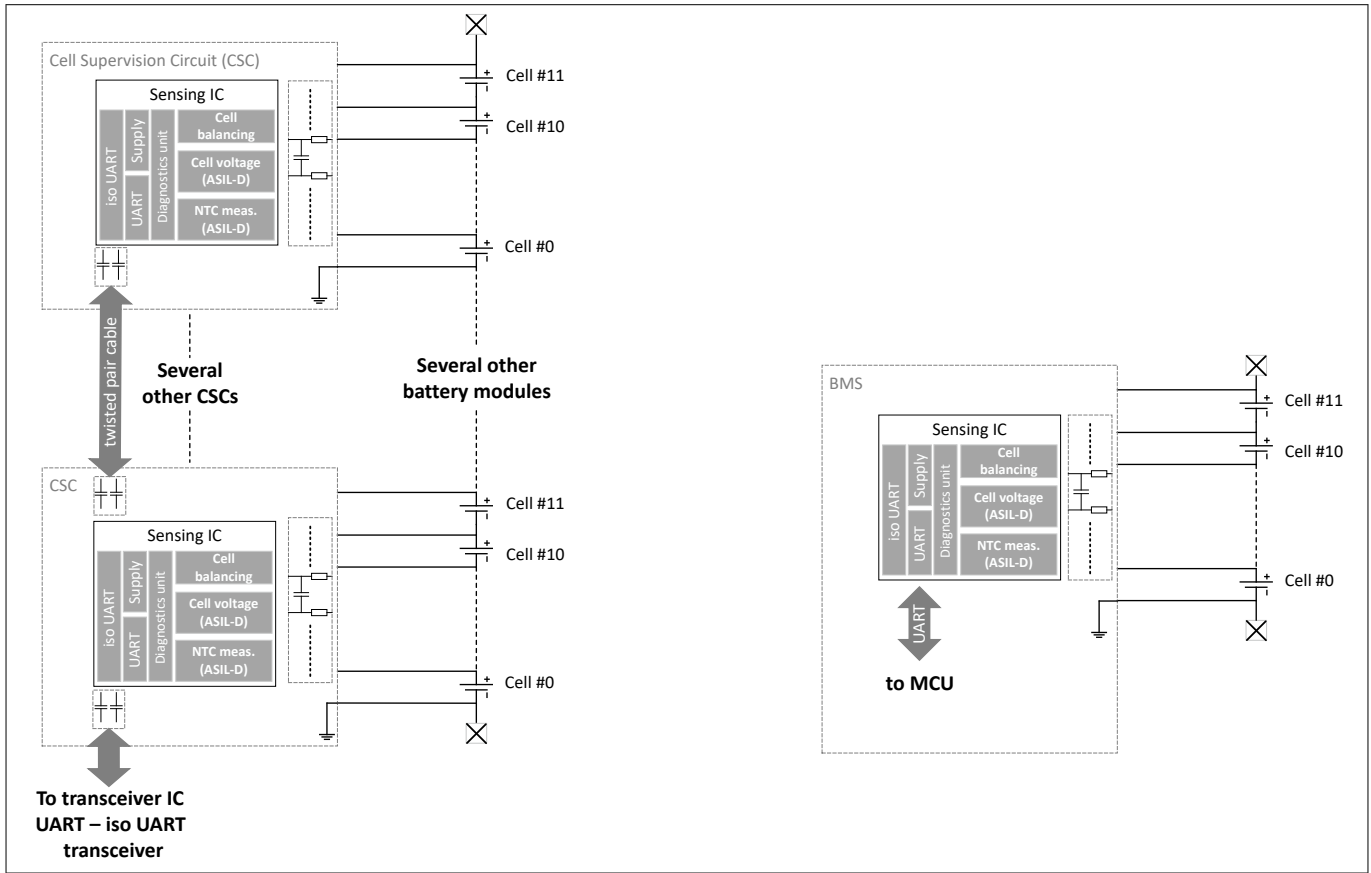 Cell Supervision Circuit (CSC)
Sensing IC
iso UART
Supply
UART
Diagnostics unit
Cell
balancing
Cell voltage
(ASIL-D)
NTC meas.
(ASIL-D)
+
Cell #11
+
Cell #10
+
Cell #0
twisted pair cable
Several
other CSCs
Several other
battery modules
CSC
Sensing IC
iso UART
Supply
UART
Diagnostics unit
Cell
balancing
Cell voltage
(ASIL-D)
NTC meas.
(ASIL-D)
+
Cell #11
+
Cell #10
+
Cell #0
To transceiver IC
UART – iso UART
transceiver
BMS
Sensing IC
iso UART
Supply
UART
Diagnostics unit
Cell
balancing
Cell voltage
(ASIL-D)
NTC meas.
(ASIL-D)
+
Cell #11
+
Cell #10
+
Cell #0
UART
to MCU